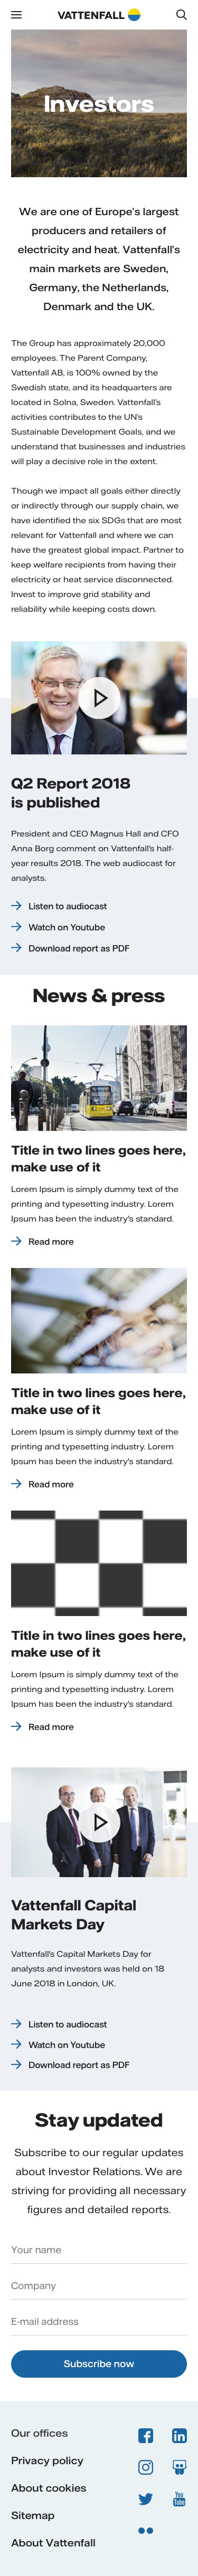 VATTENFALL
Investors
We are one of Europe's largest
producers and retailers of
electricity and heat. Vattenfall's
main markets are Sweden,
Germany, the Netherlands,
Denmark and the UK.
The Group has approximately 20,000
employees. The Parent Company,
Vattenfall AB, is 100% owned by the
Swedish state, and its headquarters are
located in Solna, Sweden. Vattenfall's
activities contributes to the UN's
Sustainable Development Goals, and we
understand that businesses and industries
will play a decisive role in the extent.
Though we impact all goals either directly
or indirectly through our supply chain, we
have identified the six SDGs that are most
relevant for Vattenfall and where we can
have the greatest global impact. Partner to
keep welfare recipients from having their
electricity or heat service disconnected.
Invest to improve grid stability and
reliability while keeping costs down.
Q2 Report 2018
is published
President and CEO Magnus Hall and CFO
Anna Borg comment on Vattenfall's half-
year results 2018. The web audiocast for
analysts.
Listen to audiocast
Watch on Youtube
Download report as PDF
News & press
Title in two lines goes here,
make use of it
Lorem Ipsum is simply dummy text of the
printing and typesetting industry. Lorem
Ipsum has been the industry's standard.
Read more
Title in two lines goes here,
make use of it
Lorem Ipsum is simply dummy text of the
printing and typesetting industry. Lorem
Ipsum has been the industry's standard.
Read more
Title in two lines goes here,
make use of it
Lorem Ipsum is simply dummy text of the
printing and typesetting industry. Lorem
Ipsum has been the industry's standard.
Read more
Vattenfall Capital
Markets Day
Vattenfall's Capital Markets Day for
analysts and investors was held on 18
June 2018 in London, UK.
Listen to audiocast
Watch on Youtube
Download report as PDF
Stay updated
Subscribe to our regular updates
about Investor Relations. We are
striving for providing all necessary
figures and detailed reports.
Your name
Company
E-mail address
Subscribe now
Our offices
Privacy policy
About cookies
Sitemap
About Vattenfall
You
Tube